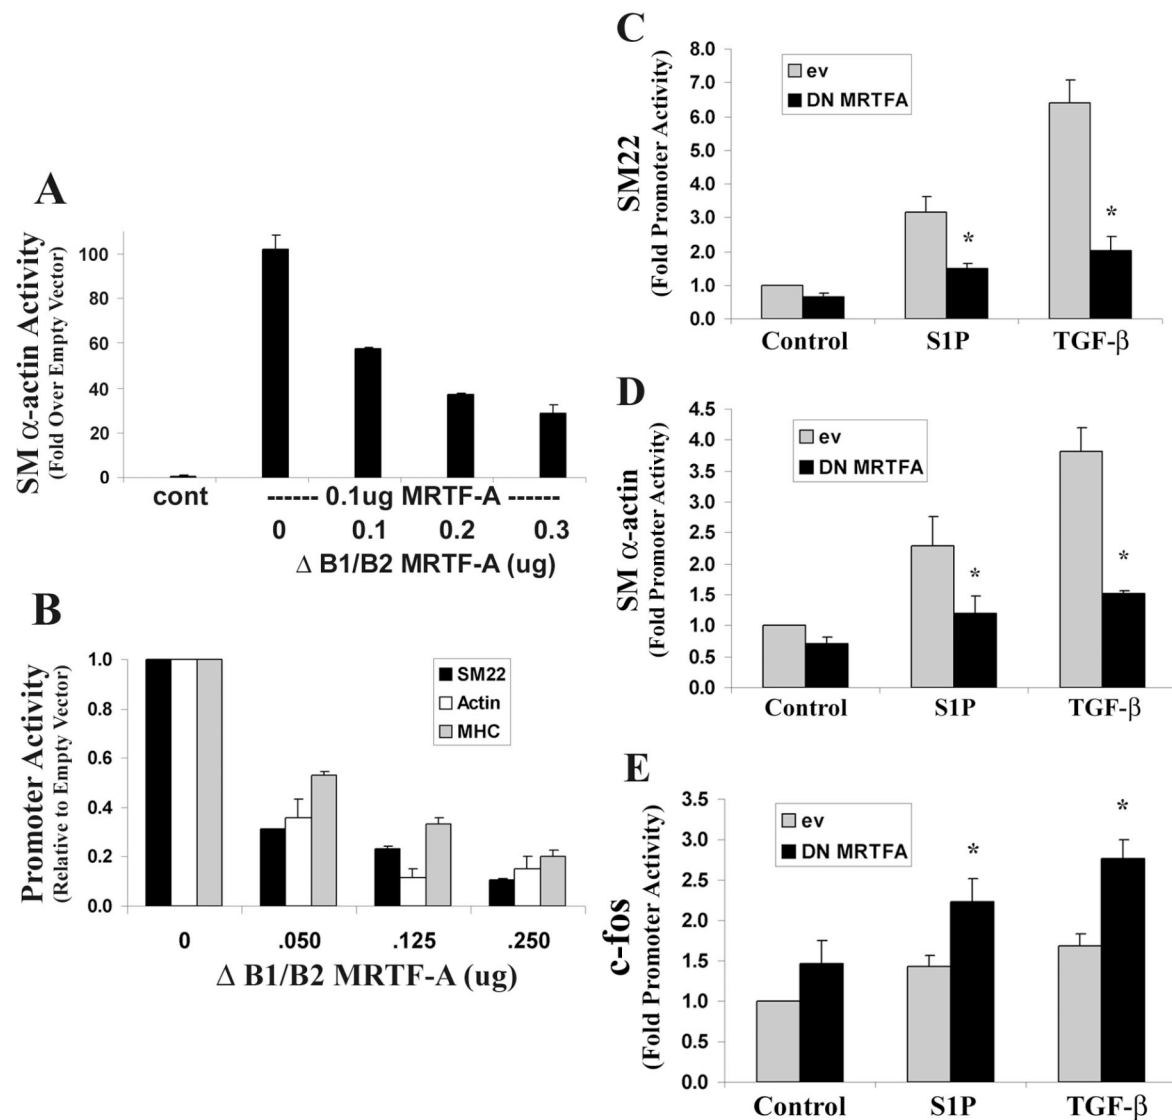 A
SM α-actin Activity
(Fold Over Empty Vector)
100
80
60
40
20
0
cont
------ 0.1ug MRTF-A ------
0 0.1 0.2 0.3
Δ B1/B2 MRTF-A (ug)
B
Promoter Activity
(Relative to Empty Vector)
1.0
0.8
0.6
0.4
0.2
0.0
SM22
Actin
MHC
0 .050 .125 .250
Δ B1/B2 MRTF-A (ug)
C
SM22
(Fold Promoter Activity)
8.0
7.0
6.0
5.0
4.0
3.0
2.0
1.0
0.0
ev
DN MRTFA
*
*
Control S1P TGF-β
D
SM α-actin
(Fold Promoter Activity)
4.5
4.0
3.5
3.0
2.5
2.0
1.5
1.0
0.5
0.0
ev
DN MRTFA
*
*
Control S1P TGF-β
E
c-fos
(Fold Promoter Activity)
3.5
3.0
2.5
2.0
1.5
1.0
0.5
0.0
ev
DN MRTFA
*
*
Control S1P TGF-β